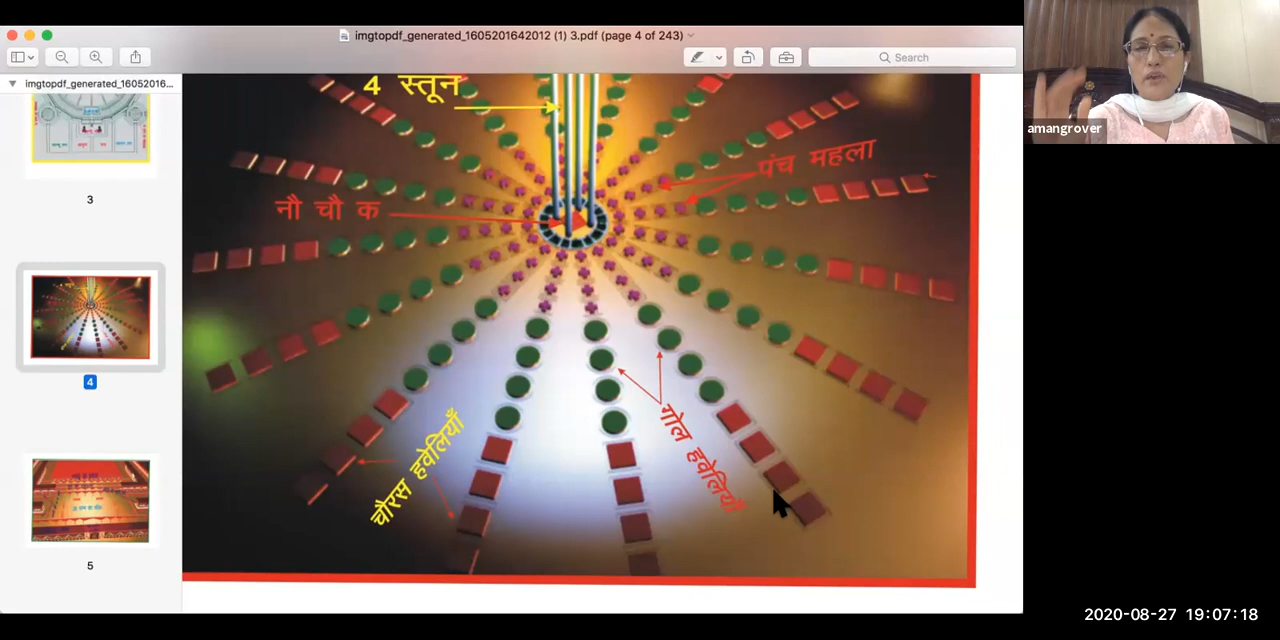 imgtopdf_generated_1605201642012 (1) 3.pdf (page 4 of 243)
Search
imgtopdf_generated_16052016...
3
4
5
4 स्तून
पंच महला
नौ चौ क
चौरस हवेलियाँ
गोल हवेलियाँ
amangrover
2020-08-27 19:07:18